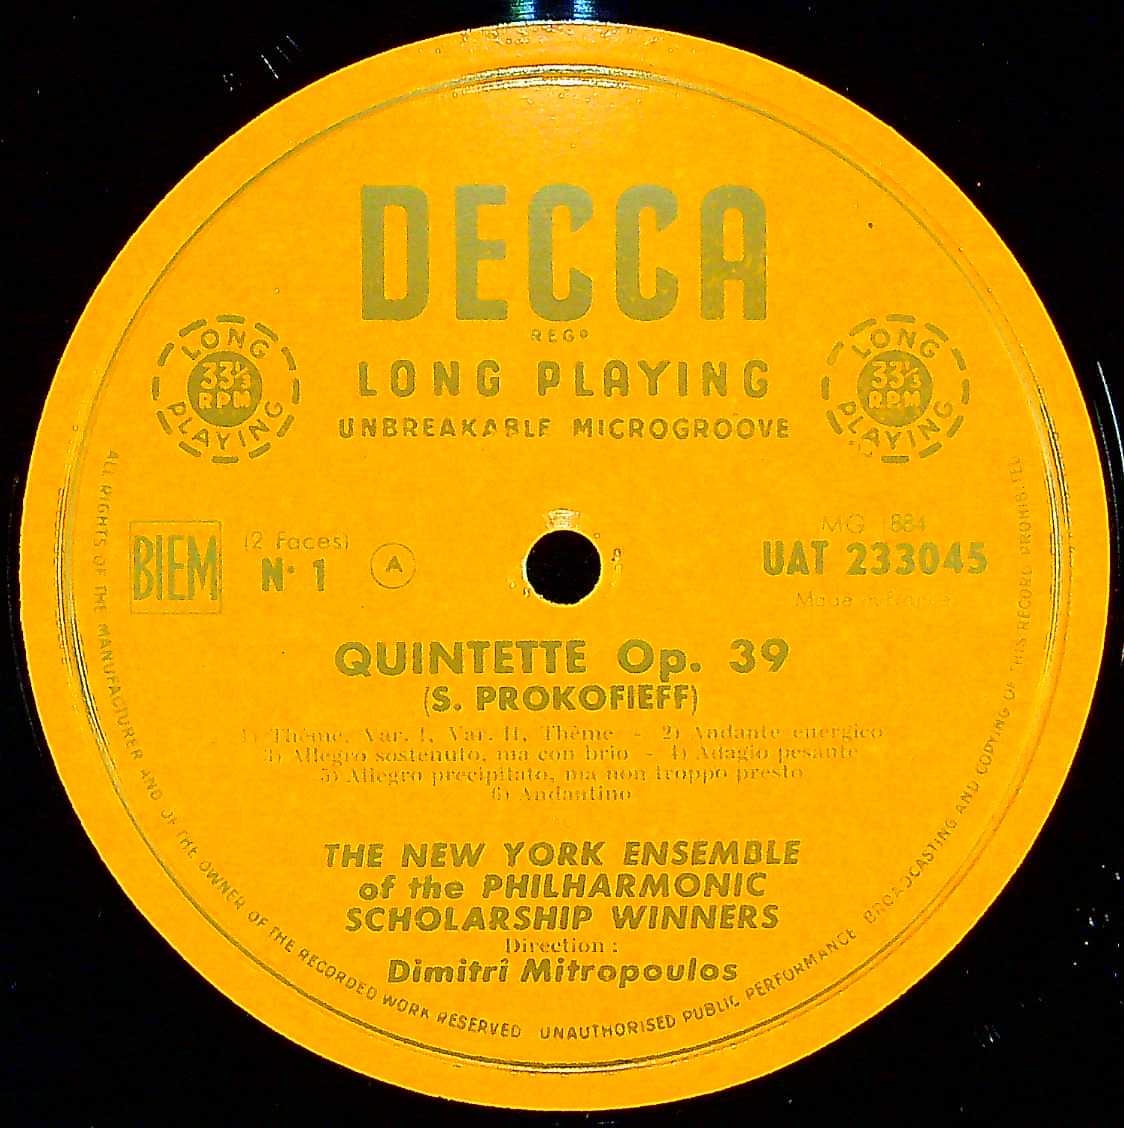 DECCA
REGD
LONG PLAYING
UNBREAKABLE MICROGROOVE
LONG
33⅓
RPM
PLAYING
LONG
33⅓
RPM
PLAYING
BIEM
(2 Faces)
N° 1
A
MG 1884
UAT 233045
Made in France
QUINTETTE Op. 39
(S. PROKOFIEFF)
1) Thème, Var. I, Var. II, Thème - 2) Andante energico
3) Allegro sostenuto, ma con brio - 4) Adagio pesante
5) Allegro precipitato, ma non troppo presto
6) Andantino
THE NEW YORK ENSEMBLE
of the PHILHARMONIC
SCHOLARSHIP WINNERS
Direction :
Dimitrî Mitropoulos
ALL RIGHTS OF THE MANUFACTURER AND OF THE OWNER OF THE RECORDED WORK RESERVED UNAUTHORISED PUBLIC PERFORMANCE BROADCASTING AND COPYING OF THIS RECORD PROHIBITED